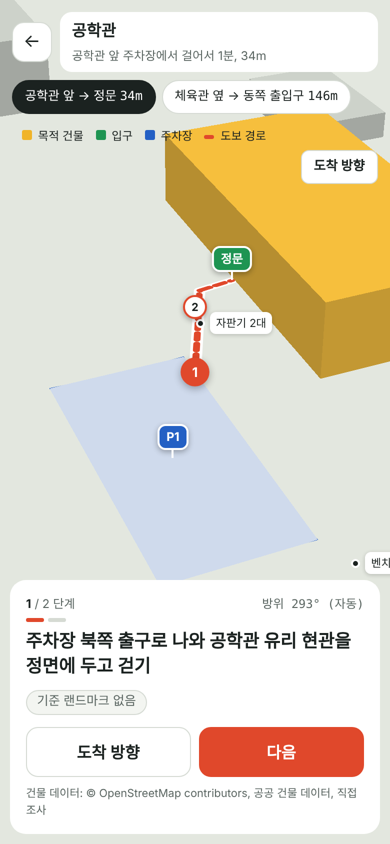 공학관
공학관 앞 주차장에서 걸어서 1분, 34m
공학관 앞 → 정문 34m
체육관 옆 → 동쪽 출입구 146m
목적 건물
입구
주차장
도보 경로
도착 방향
정문
2
자판기 2대
1
P1
벤치
1 / 2 단계
방위 293° (자동)
주차장 북쪽 출구로 나와 공학관 유리 현관을
정면에 두고 걷기
기준 랜드마크 없음
도착 방향
다음
건물 데이터: © OpenStreetMap contributors, 공공 건물 데이터, 직접
조사